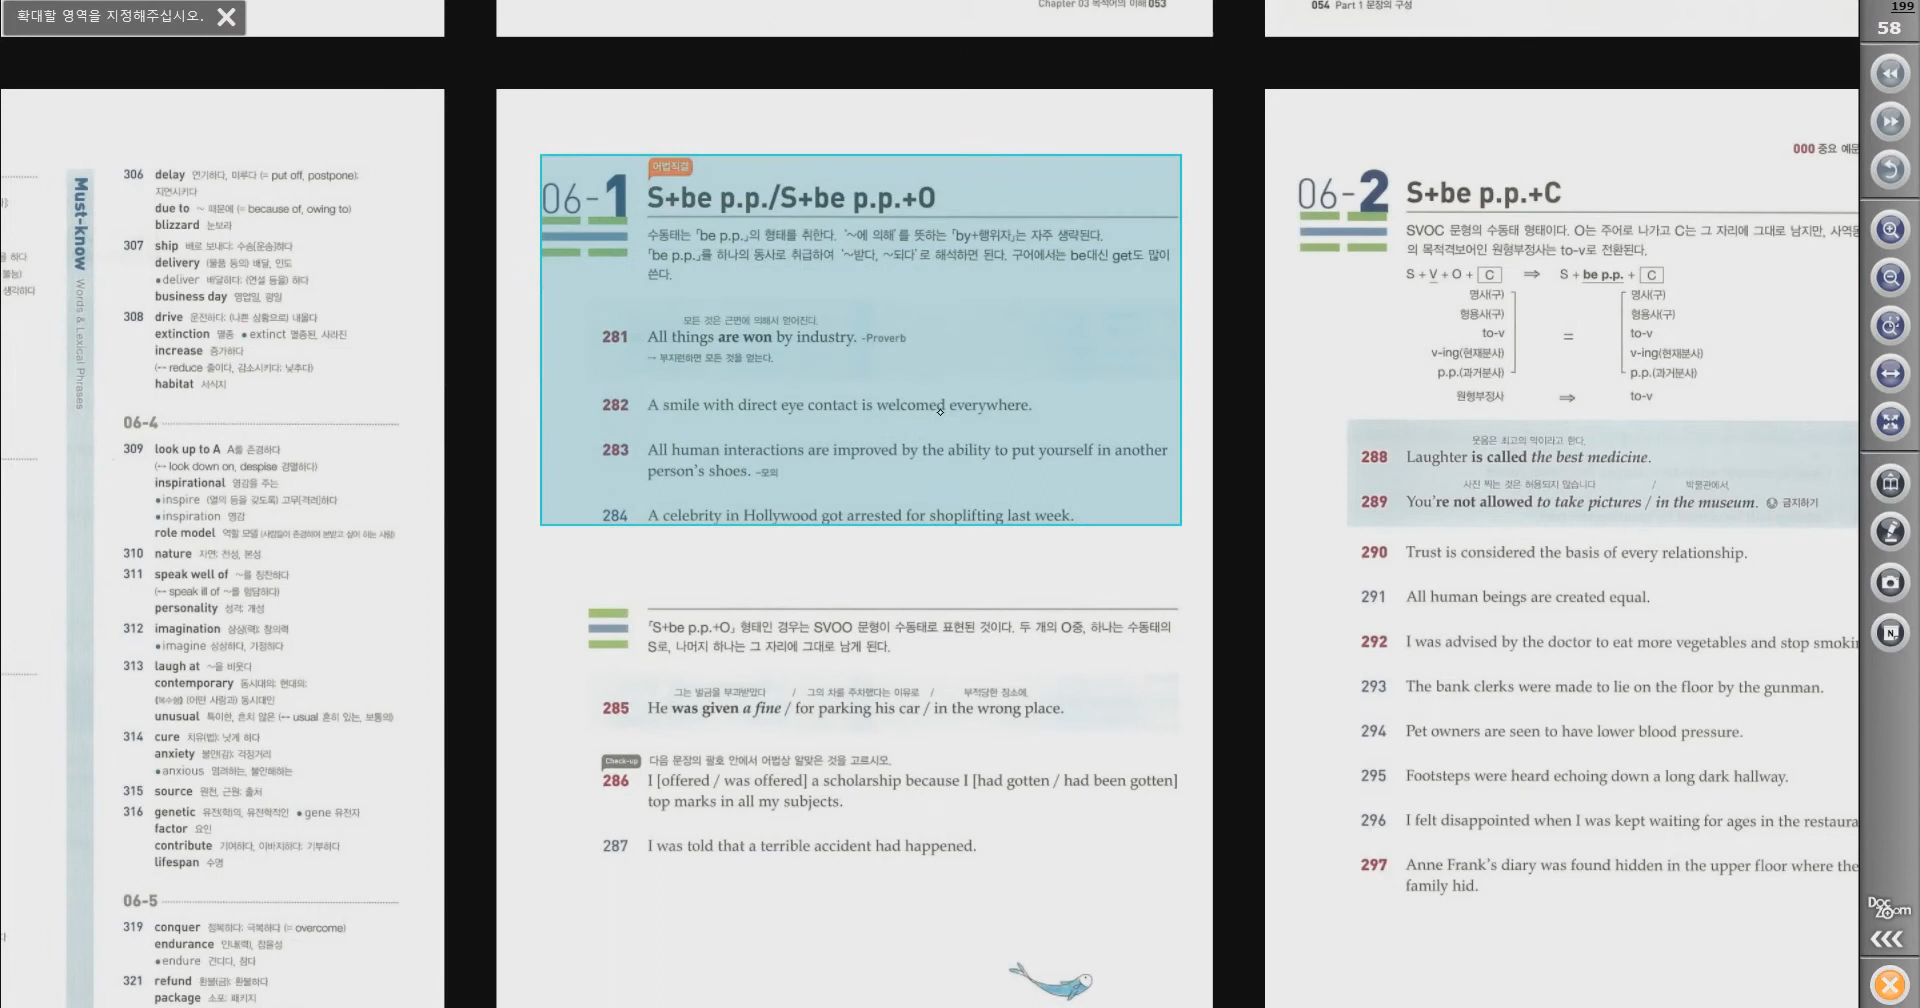 확대할 영역을 지정해주십시오.
Chapter 03 목적어의 이해 053
054 Part 1 문장의 구성
199
58
Must-know Words & Lexical Phrases
306 delay 연기하다, 미루다 (= put off, postpone);
지연시키다
due to ~ 때문에 (= because of, owing to)
blizzard 눈보라
307 ship 배로 보내다; 수송[운송]하다
delivery (물품 등의) 배달, 인도
•deliver 배달하다; (연설 등을) 하다
business day 영업일, 평일
308 drive 운전하다; (나쁜 상황으로) 내몰다
extinction 멸종 •extinct 멸종된, 사라진
increase 증가하다
(↔ reduce 줄이다, 감소시키다; 낮추다)
habitat 서식지
06-4
309 look up to A A를 존경하다
(↔ look down on, despise 경멸하다)
inspirational 영감을 주는
•inspire (열의 등을 갖도록) 고무[격려]하다
•inspiration 영감
role model 역할 모델 (사람들이 존경하여 본받고 싶어 하는 사람)
310 nature 자연; 천성, 본성
311 speak well of ~를 칭찬하다
(↔ speak ill of ~를 험담하다)
personality 성격; 개성
312 imagination 상상(력); 창의력
•imagine 상상하다, 가정하다
313 laugh at ~을 비웃다
contemporary 동시대의; 현대의;
(복수형) (어떤 사람과) 동시대인
unusual 특이한, 흔치 않은 (↔ usual 흔히 있는, 보통의)
314 cure 치유(법); 낫게 하다
anxiety 불안(감); 걱정거리
•anxious 염려하는, 불안해하는
315 source 원천, 근원; 출처
316 genetic 유전(학)의, 유전학적인 •gene 유전자
factor 요인
contribute 기여하다, 이바지하다; 기부하다
lifespan 수명
06-5
319 conquer 정복하다; 극복하다 (= overcome)
endurance 인내(력), 참을성
•endure 견디다, 참다
321 refund 환불(금); 환불하다
package 소포; 패키지
어법직결
06-1 S+be p.p./S+be p.p.+O
수동태는 「be p.p.」의 형태를 취한다. '~에 의해'를 뜻하는 「by+행위자」는 자주 생략된다.
「be p.p.」를 하나의 동사로 취급하여 '~받다, ~되다'로 해석하면 된다. 구어에서는 be대신 get도 많이
쓴다.
모든 것은 근면에 의해서 얻어진다.
281 All things are won by industry. -Proverb
→ 부지런하면 모든 것을 얻는다.
282 A smile with direct eye contact is welcomed everywhere.
283 All human interactions are improved by the ability to put yourself in another
person's shoes. -모의
284 A celebrity in Hollywood got arrested for shoplifting last week.
「S+be p.p.+O」 형태인 경우는 SVOO 문형이 수동태로 표현된 것이다. 두 개의 O중, 하나는 수동태의
S로, 나머지 하나는 그 자리에 그대로 남게 된다.
그는 벌금을 부과받았다 / 그의 차를 주차했다는 이유로 / 부적당한 장소에.
285 He was given a fine / for parking his car / in the wrong place.
Check-up 다음 문장의 괄호 안에서 어법상 알맞은 것을 고르시오.
286 I [offered / was offered] a scholarship because I [had gotten / had been gotten]
top marks in all my subjects.
287 I was told that a terrible accident had happened.
000 중요 예문
06-2 S+be p.p.+C
SVOC 문형의 수동태 형태이다. O는 주어로 나가고 C는 그 자리에 그대로 남지만, 사역동
의 목적격보어인 원형부정사는 to-v로 전환된다.
S + V + O + C ⇒ S + be p.p. + C
명사(구) 명사(구)
형용사(구) 형용사(구)
to-v = to-v
v-ing(현재분사) v-ing(현재분사)
p.p.(과거분사) p.p.(과거분사)
원형부정사 ⇒ to-v
웃음은 최고의 약이라고 한다.
288 Laughter is called the best medicine.
사진 찍는 것은 허용되지 않습니다 / 박물관에서.
289 You're not allowed to take pictures / in the museum. 금지하기
290 Trust is considered the basis of every relationship.
291 All human beings are created equal.
292 I was advised by the doctor to eat more vegetables and stop smoki
293 The bank clerks were made to lie on the floor by the gunman.
294 Pet owners are seen to have lower blood pressure.
295 Footsteps were heard echoing down a long dark hallway.
296 I felt disappointed when I was kept waiting for ages in the restaura
297 Anne Frank's diary was found hidden in the upper floor where the
family hid.
Doc Zoom